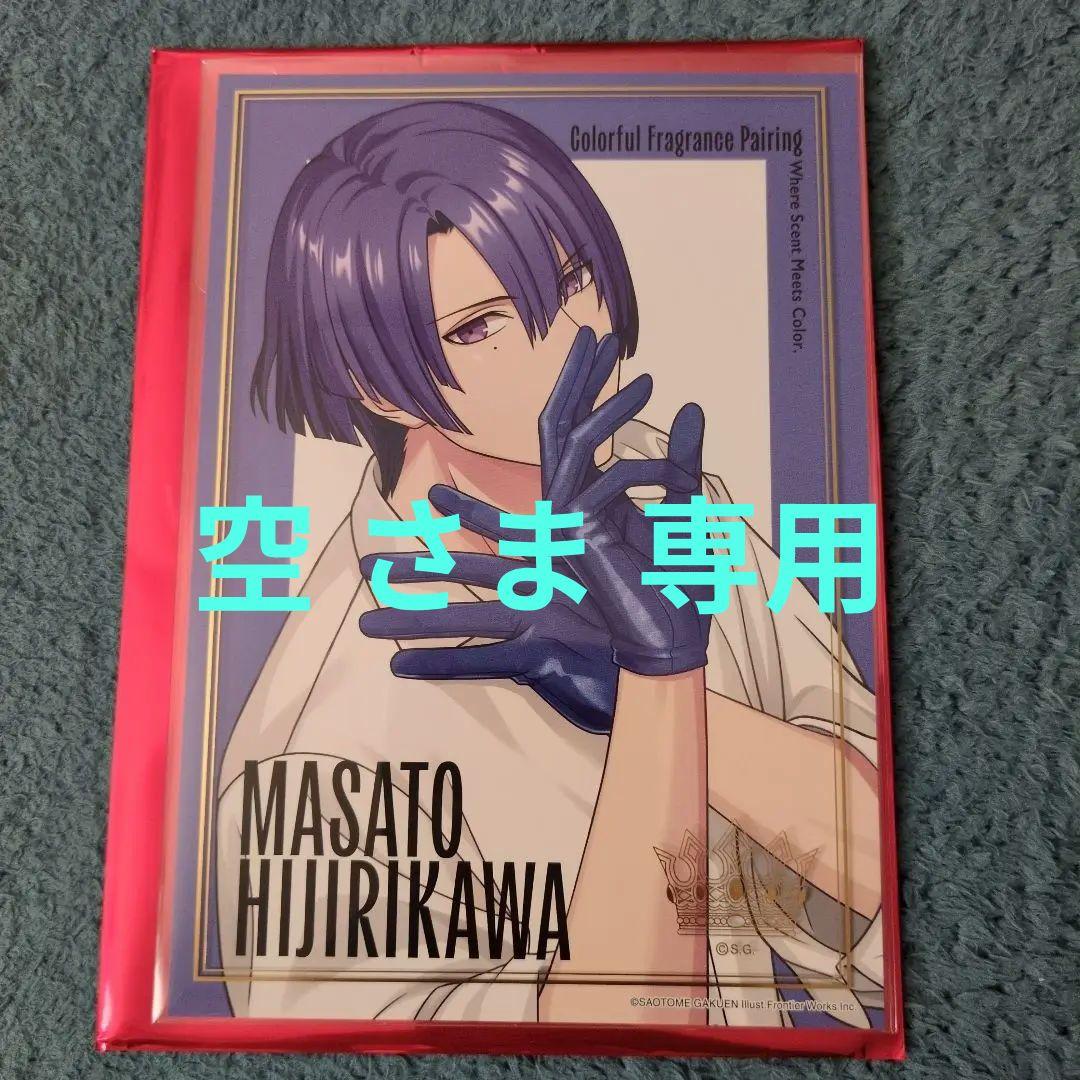 Colorful Fragrance Pairing
Where Scent Meets Color.
空 さま 専用
MASATO
HIJIRIKAWA
©S.G.
©SAOTOME GAKUEN Illust.Frontier Works Inc.